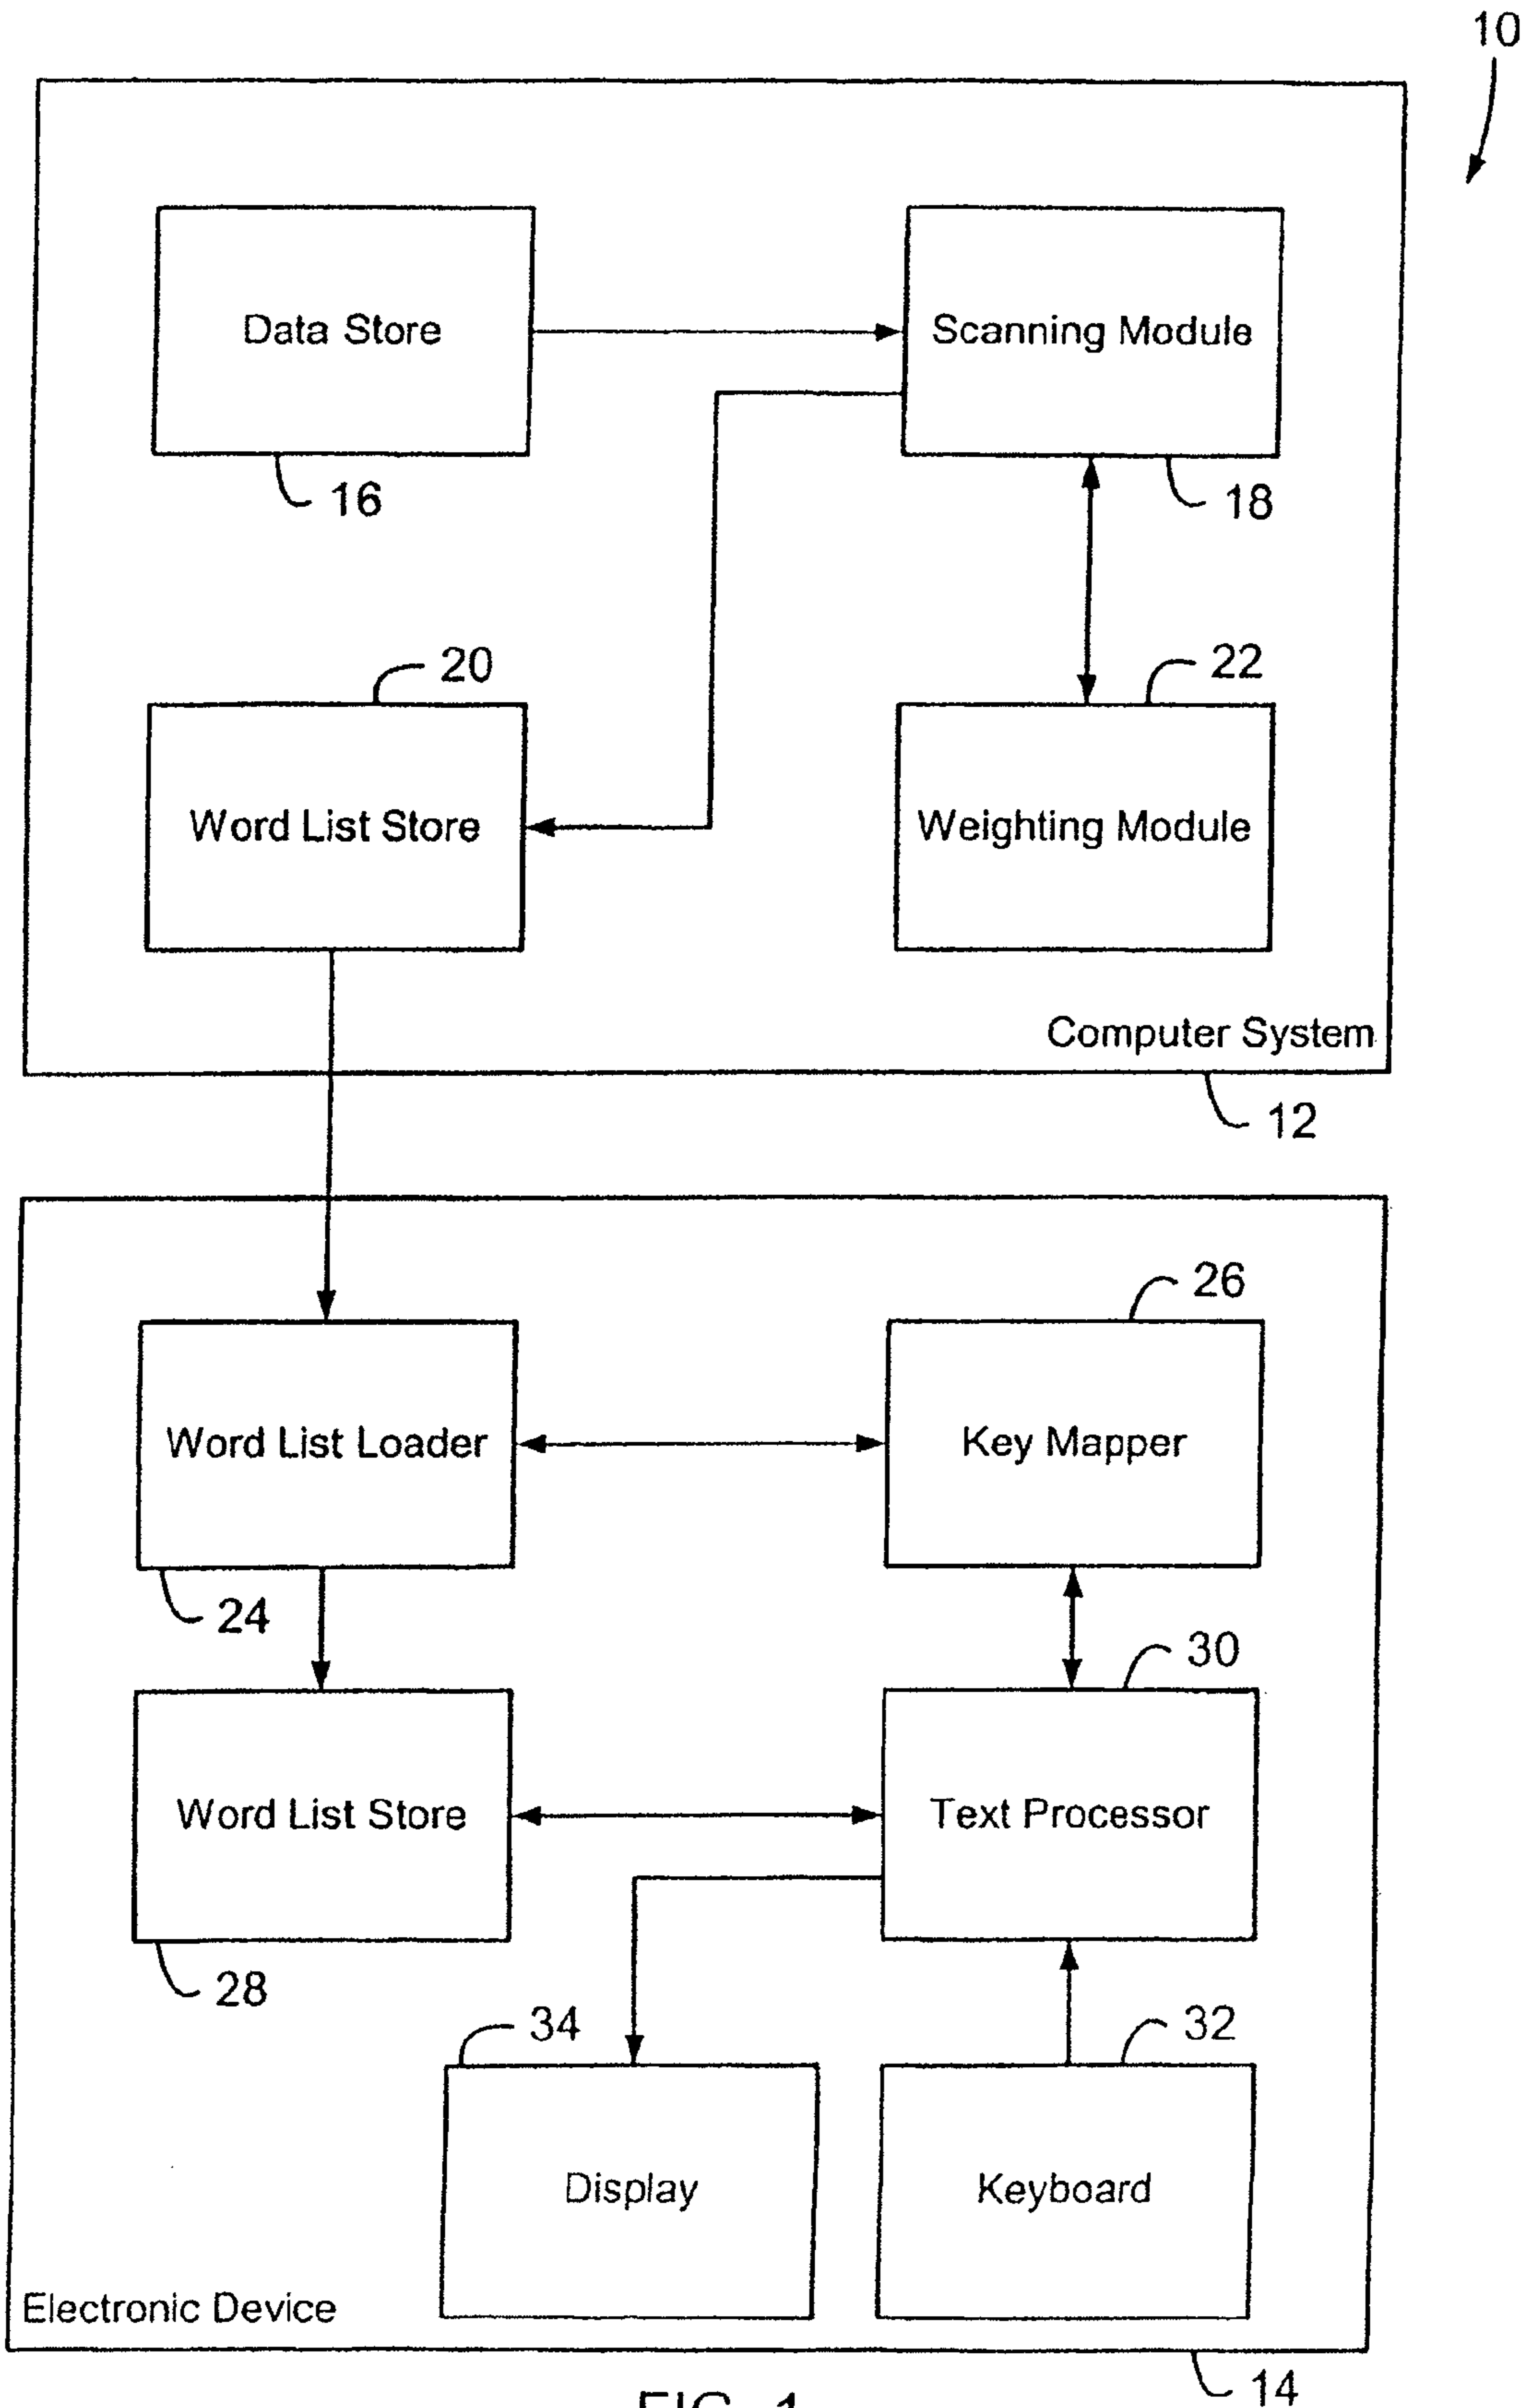 10
Data Store
Scanning Module
16
18
20
22
Word List Store
Weighting Module
Computer System
12
26
Word List Loader
Key Mapper
24
30
Word List Store
Text Processor
28
34
32
Display
Keyboard
Electronic Device
14
FIG. 1